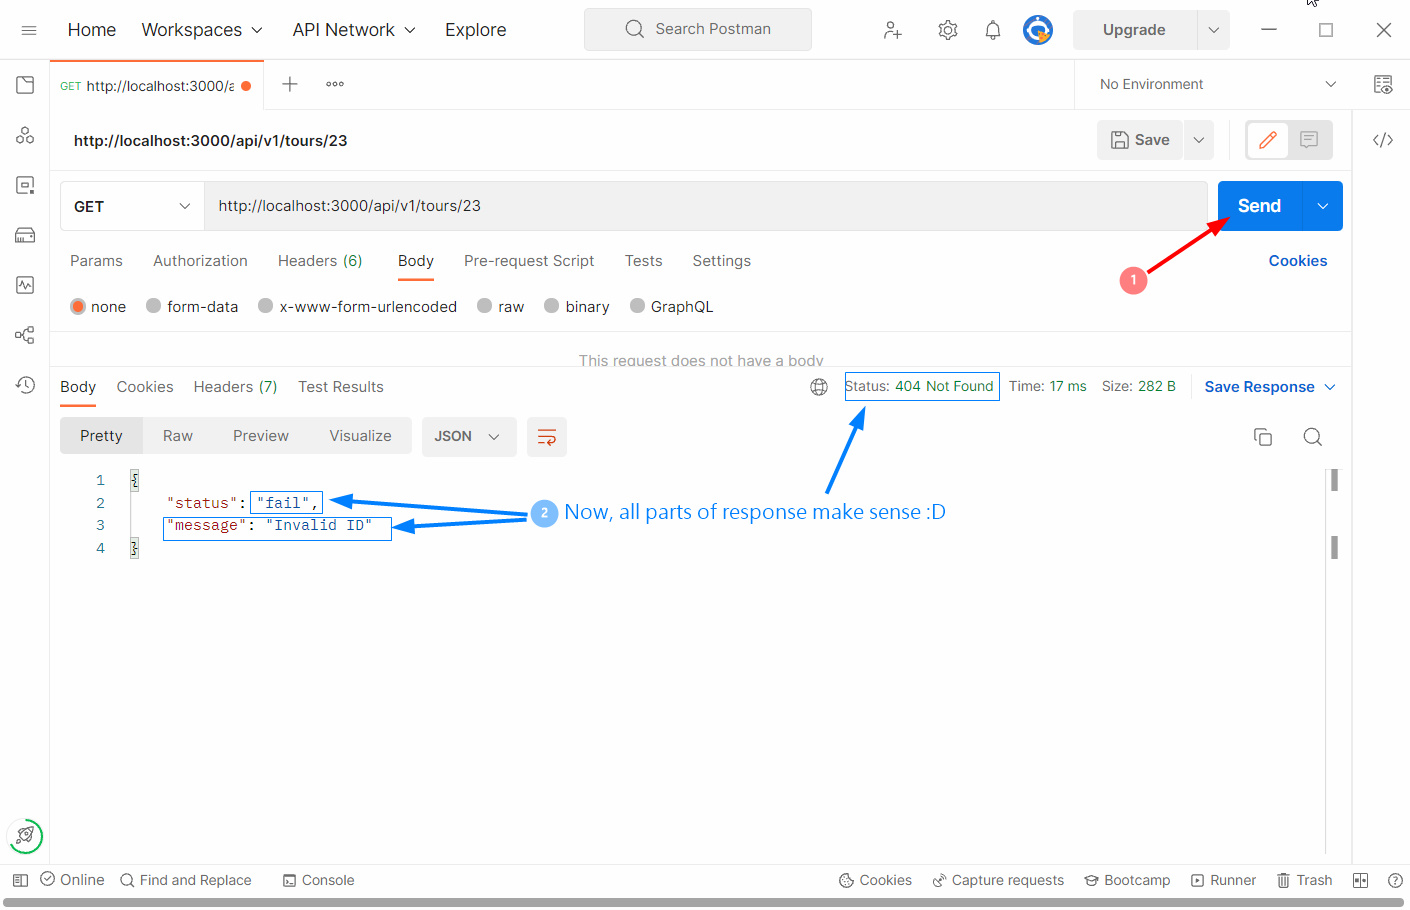 Home Workspaces API Network Explore Search Postman Upgrade
GET http://localhost:3000/a No Environment
http://localhost:3000/api/v1/tours/23 Save
GET http://localhost:3000/api/v1/tours/23 Send
Params Authorization Headers (6) Body Pre-request Script Tests Settings Cookies
1
none form-data x-www-form-urlencoded raw binary GraphQL
This request does not have a body
Body Cookies Headers (7) Test Results Status: 404 Not Found Time: 17 ms Size: 282 B Save Response
Pretty Raw Preview Visualize JSON
1 {
2 "status": "fail",
3 "message": "Invalid ID"
4 }
2 Now, all parts of response make sense :D
Online Find and Replace Console Cookies Capture requests Bootcamp Runner Trash